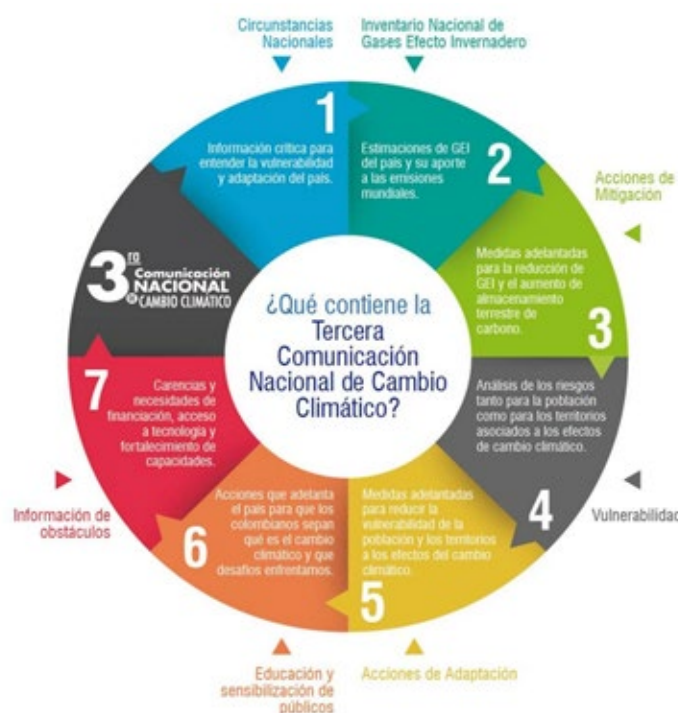 Circunstancias
Nacionales
Inventario Nacional de
Gases Efecto Invernadero
1
Información crítica para
entender la vulnerabilidad
y adaptación del país.
Estimaciones de GEI
del país y su aporte
a las emisiones
mundiales.
2
Acciones de
Mitigación
Medidas adelantadas
para la reducción de
GEI y el aumento de
almacenamiento
terrestre de
carbono.
3
Análisis de los riesgos
tanto para la población
como para los territorios
asociados a los efectos
de cambio climático.
4
Vulnerabilidad
Medidas adelantadas
para reducir la
vulnerabilidad de la
población y los territorios
a los efectos del cambio
climático.
5
Acciones de Adaptación
Acciones que adelanta
el país para que los
colombianos sepan
qué es el cambio
climático y que
desafíos enfrentamos.
6
Educación y
sensibilización de
públicos
7
Carencias y
necesidades de
financiación, acceso
a tecnología y
fortalecimiento de
capacidades.
Información de
obstáculos
3ra
Comunicación
NACIONAL
DE CAMBIO CLIMÁTICO
¿Qué contiene la
Tercera
Comunicación
Nacional de Cambio
Climático?